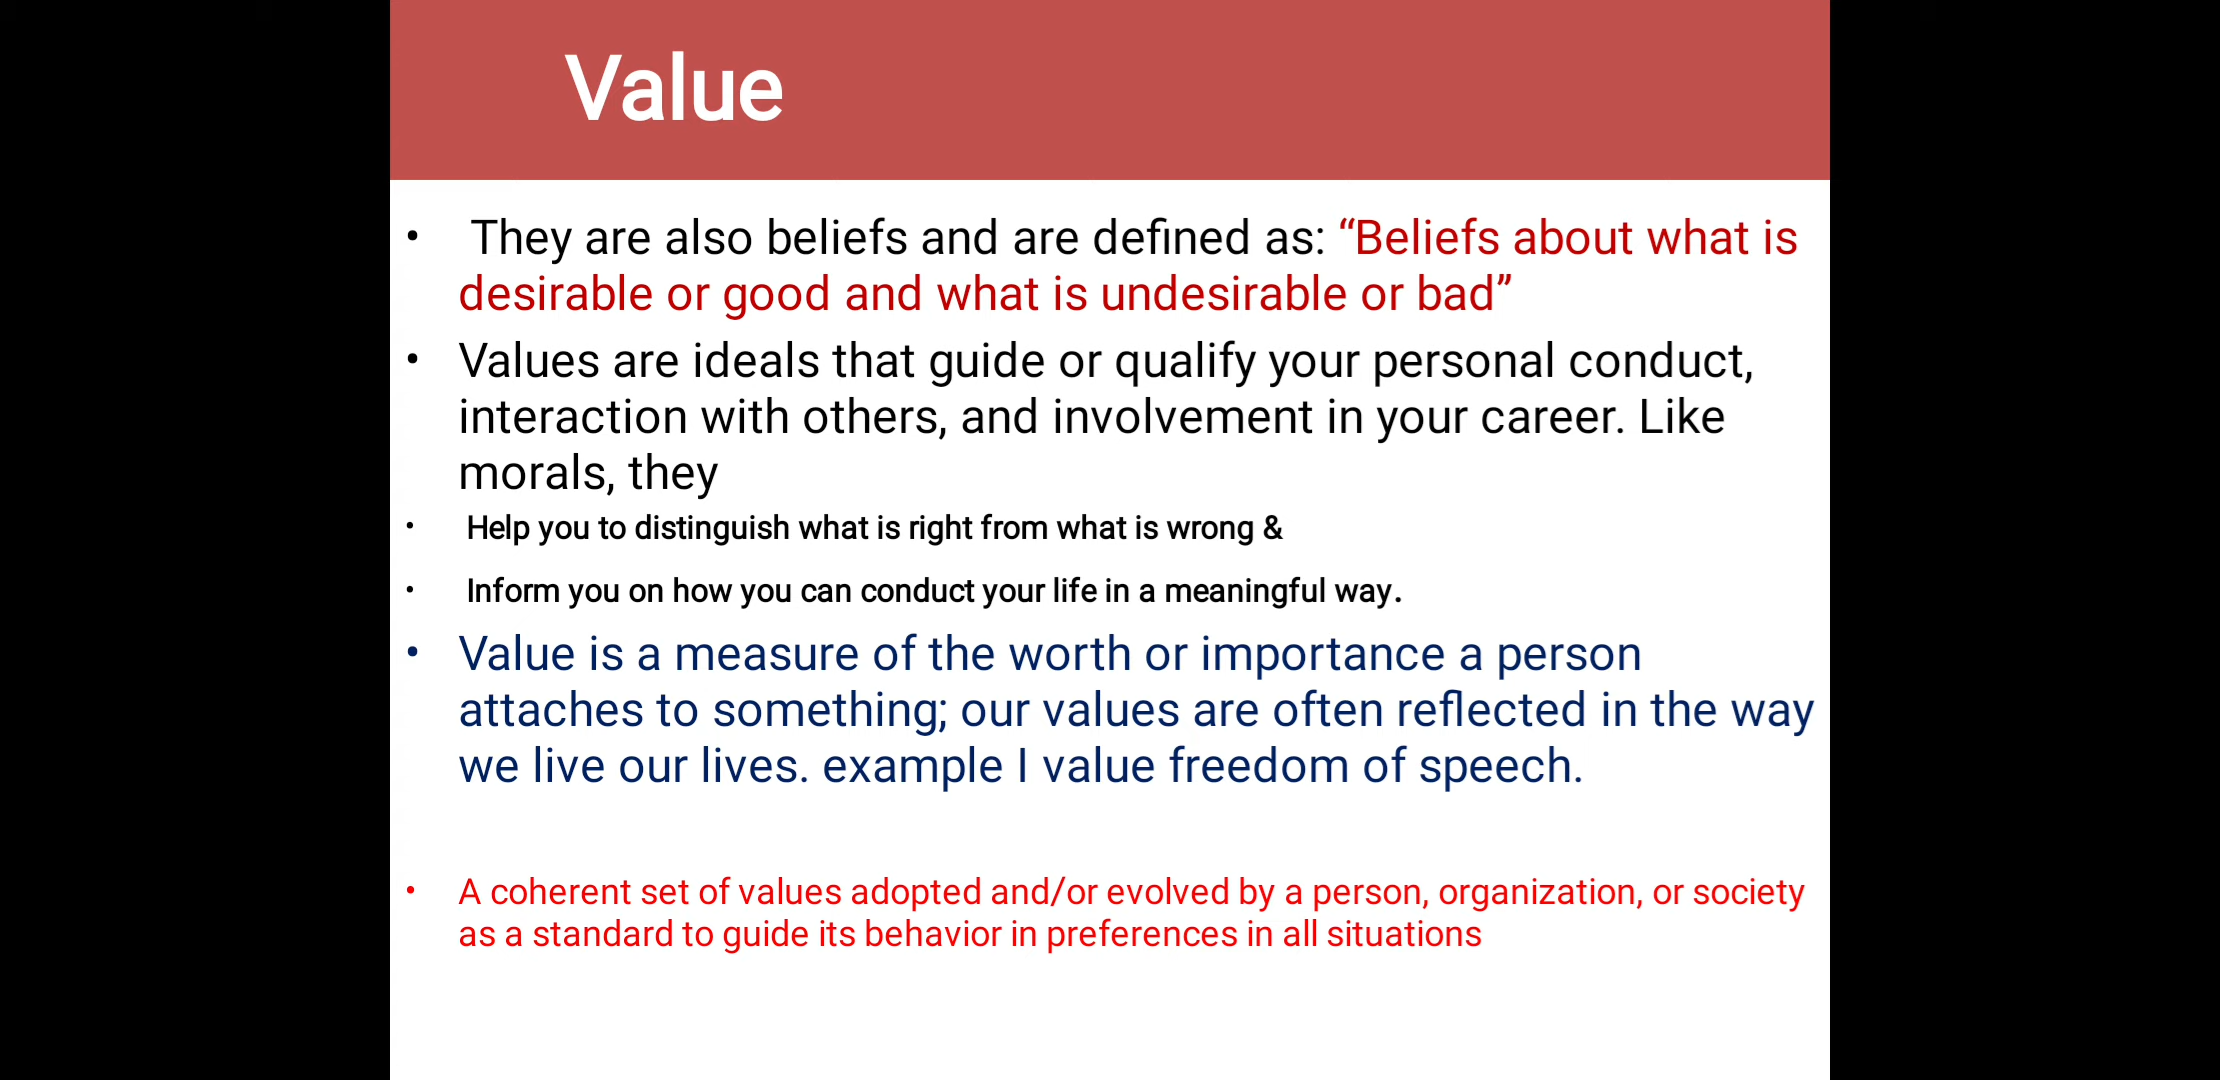 Value
• They are also beliefs and are defined as: “Beliefs about what is
desirable or good and what is undesirable or bad”
• Values are ideals that guide or qualify your personal conduct,
interaction with others, and involvement in your career. Like
morals, they
• Help you to distinguish what is right from what is wrong &
• Inform you on how you can conduct your life in a meaningful way.
• Value is a measure of the worth or importance a person
attaches to something; our values are often reflected in the way
we live our lives. example I value freedom of speech.
• A coherent set of values adopted and/or evolved by a person, organization, or society
as a standard to guide its behavior in preferences in all situations